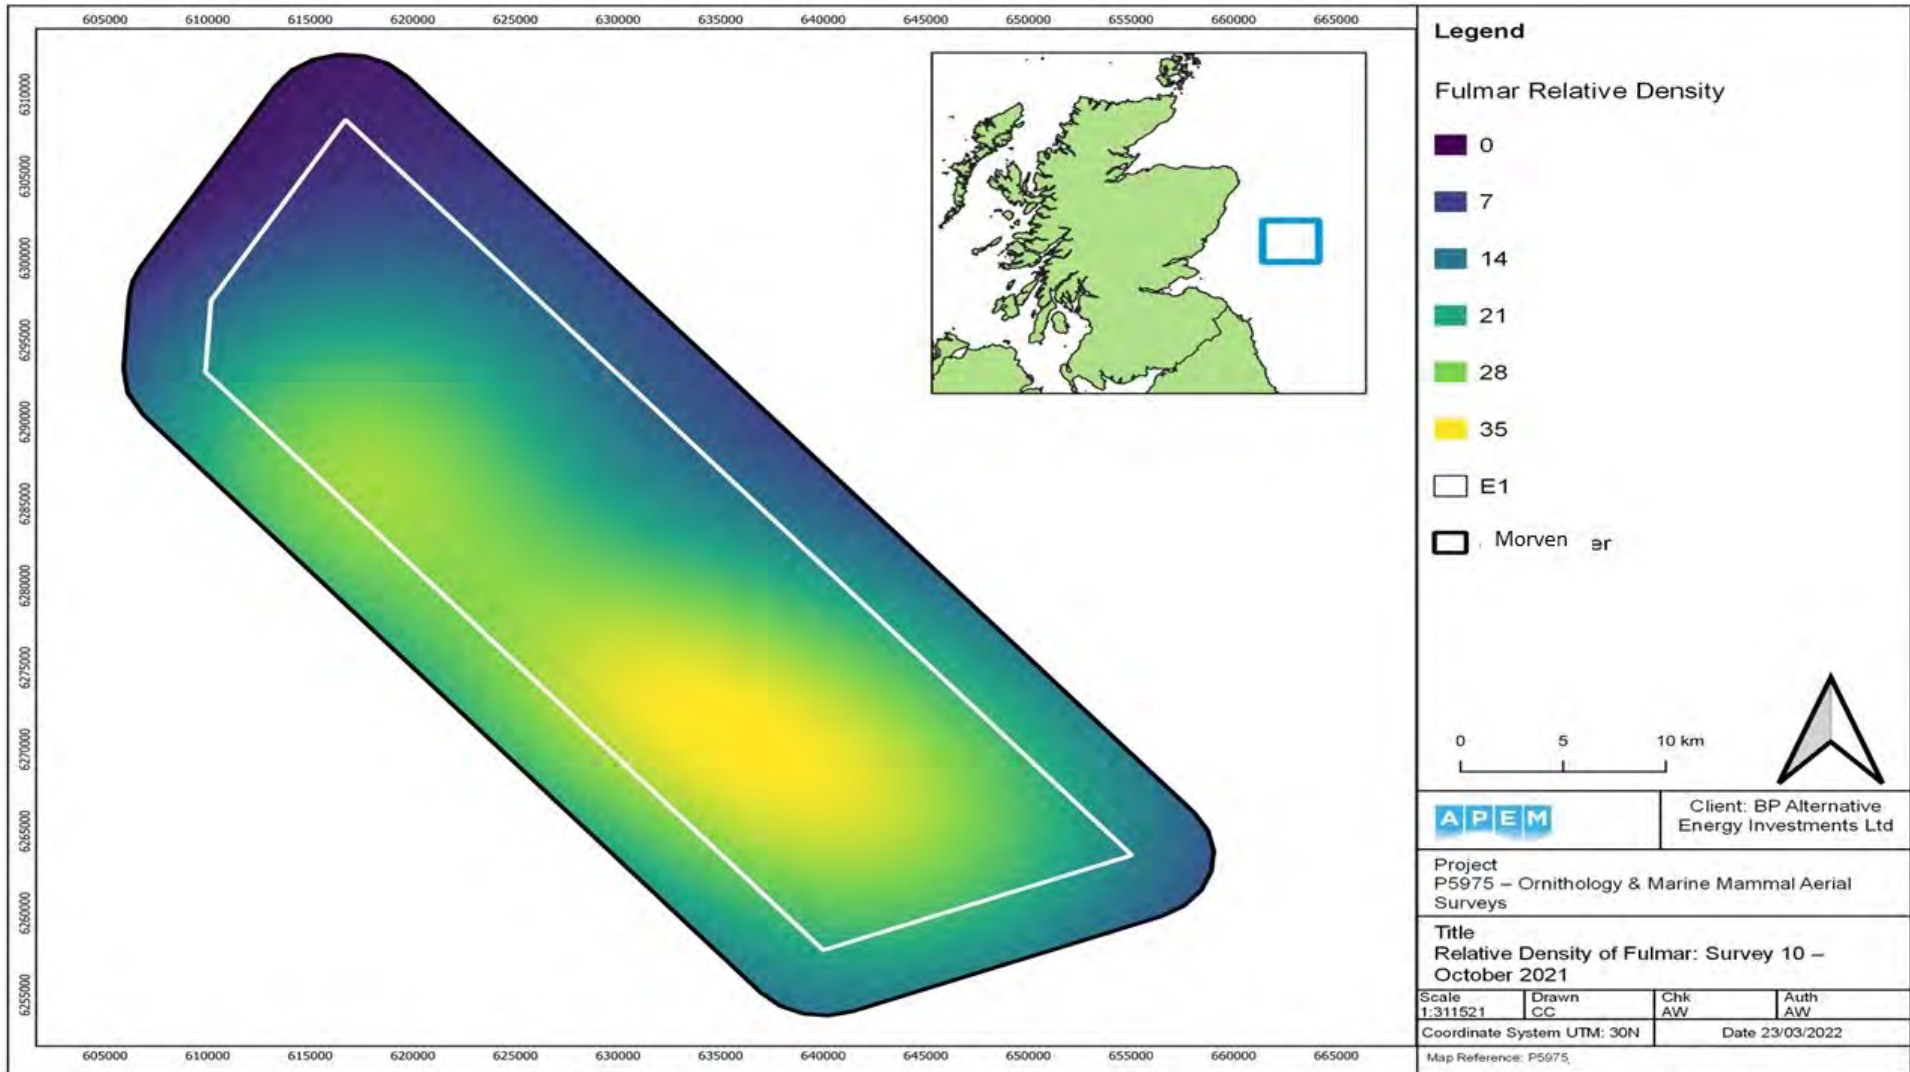 605000 610000 615000 620000 625000 630000 635000 640000 645000 650000 655000 660000 665000
6310000
6305000
6300000
6295000
6290000
6285000
6280000
6275000
6270000
6265000
6260000
6255000
605000 610000 615000 620000 625000 630000 635000 640000 645000 650000 655000 660000 665000
Legend
Fulmar Relative Density
0
7
14
21
28
35
E1
Morven er
0 5 10 km
APEM
Client: BP Alternative
Energy Investments Ltd
Project
P5975 – Ornithology & Marine Mammal Aerial
Surveys
Title
Relative Density of Fulmar: Survey 10 –
October 2021
Scale Drawn Chk Auth
1:311521 CC AW AW
Coordinate System UTM: 30N Date 23/03/2022
Map Reference: P5975